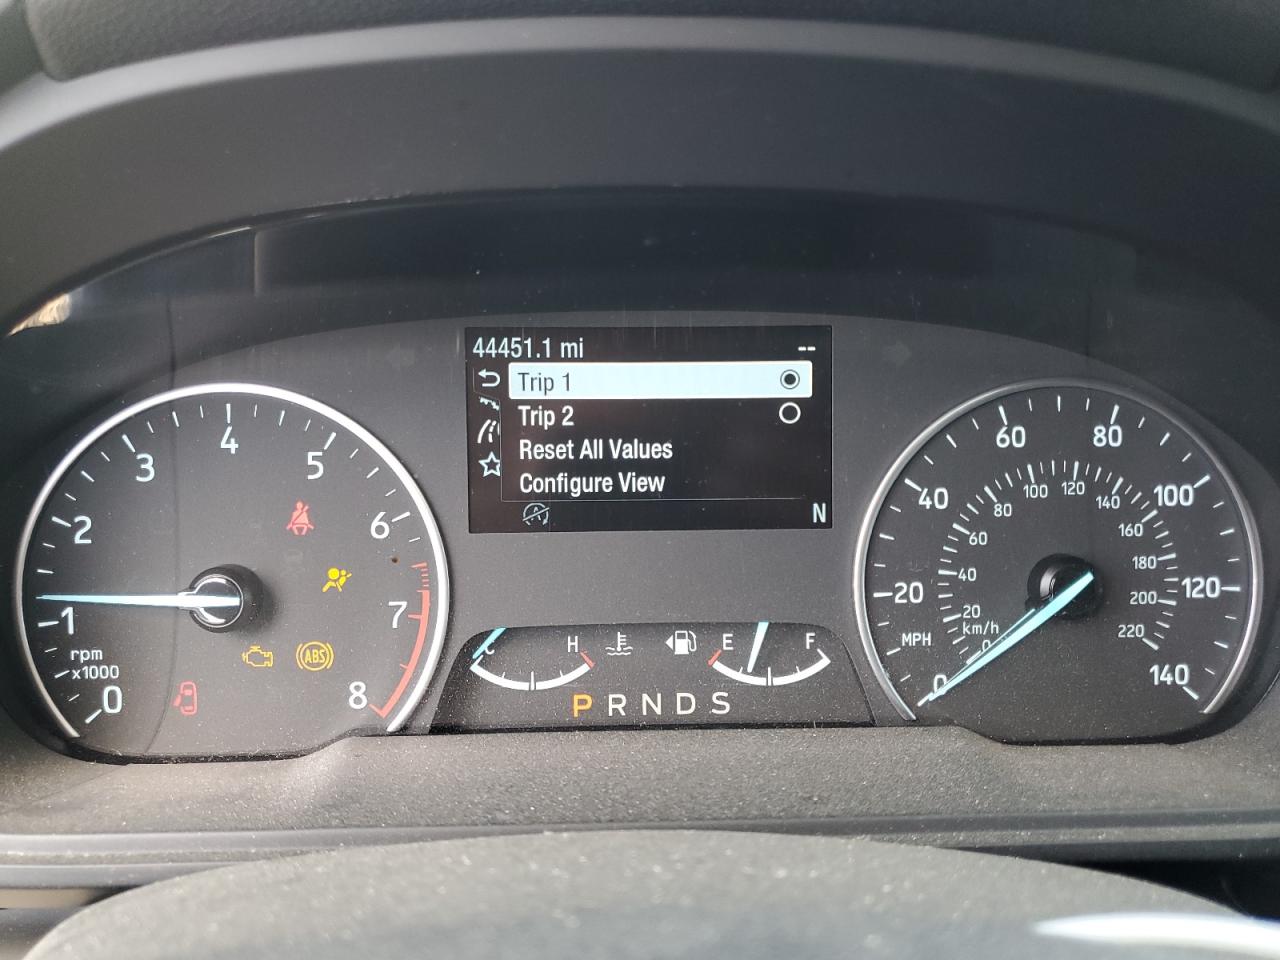 44451.1 mi --
Trip 1
Trip 2
Reset All Values
Configure View
N
0
1
2
3
4
5
6
7
8
rpm
x1000
ABS
C
H
E
F
P R N D S
0
20
40
60
80
100
120
140
MPH
km/h
0
20
40
60
80
100
120
140
160
180
200
220